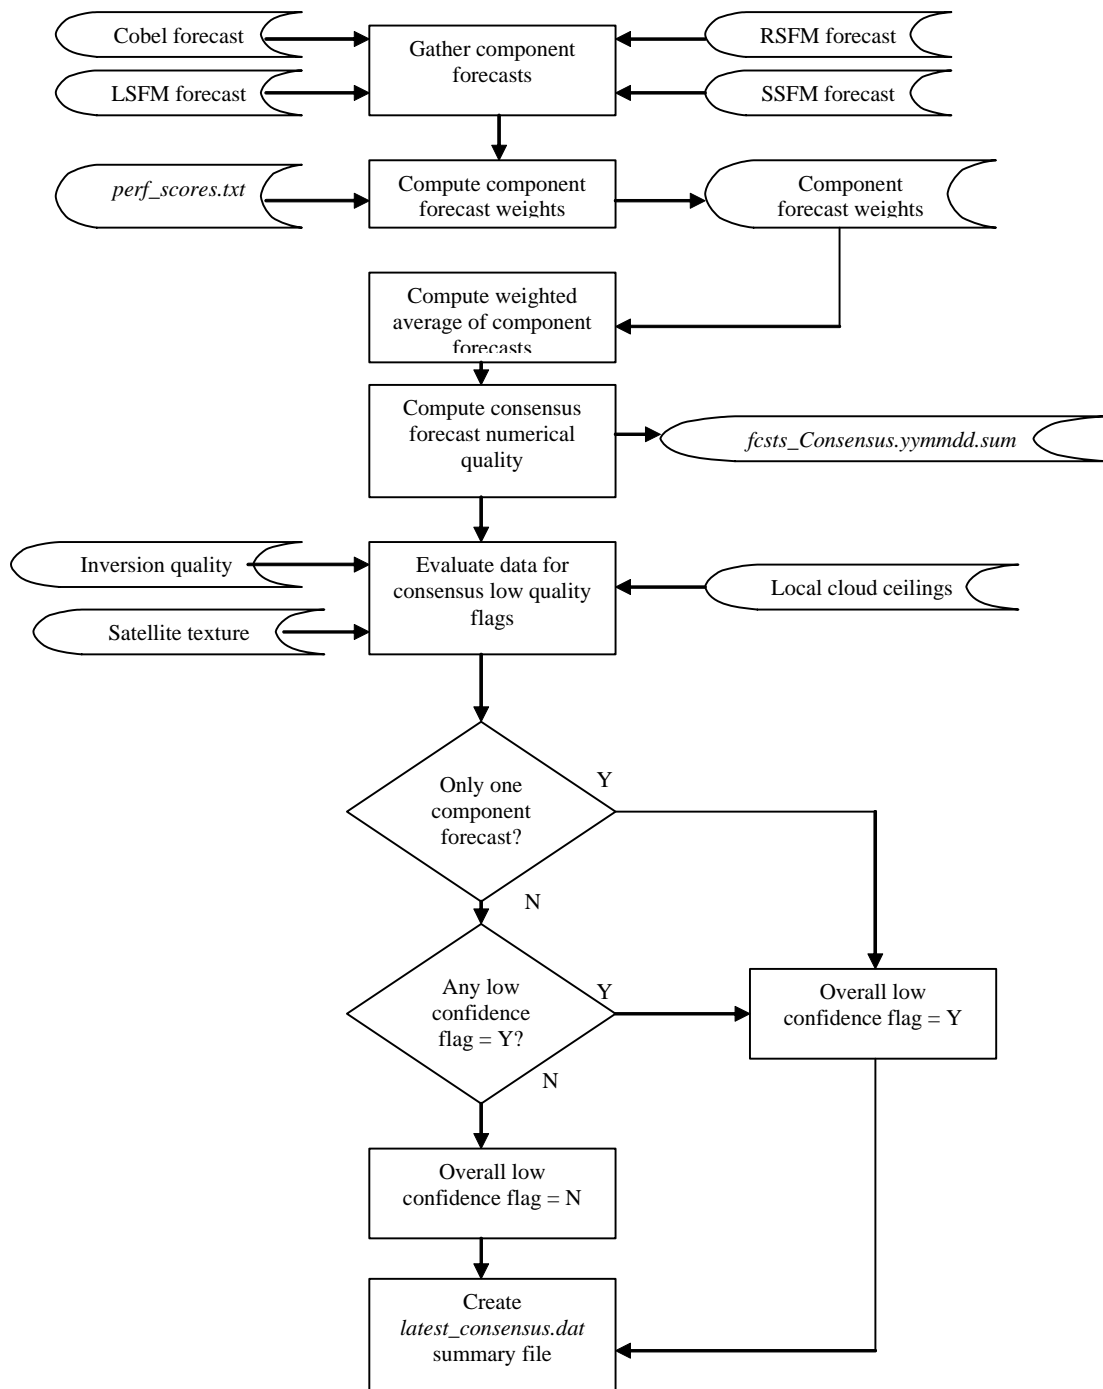 Cobel forecast
Gather component
forecasts
RSFM forecast
LSFM forecast
SSFM forecast
perf_scores.txt
Compute component
forecast weights
Component
forecast weights
Compute weighted
average of component
forecasts
Compute consensus
forecast numerical
quality
fcsts_Consensus.yymmdd.sum
Inversion quality
Evaluate data for
consensus low quality
flags
Local cloud ceilings
Satellite texture
Only one
component
forecast?
Y
N
Any low
confidence
flag = Y?
Y
N
Overall low
confidence flag = Y
Overall low
confidence flag = N
Create
latest_consensus.dat
summary file